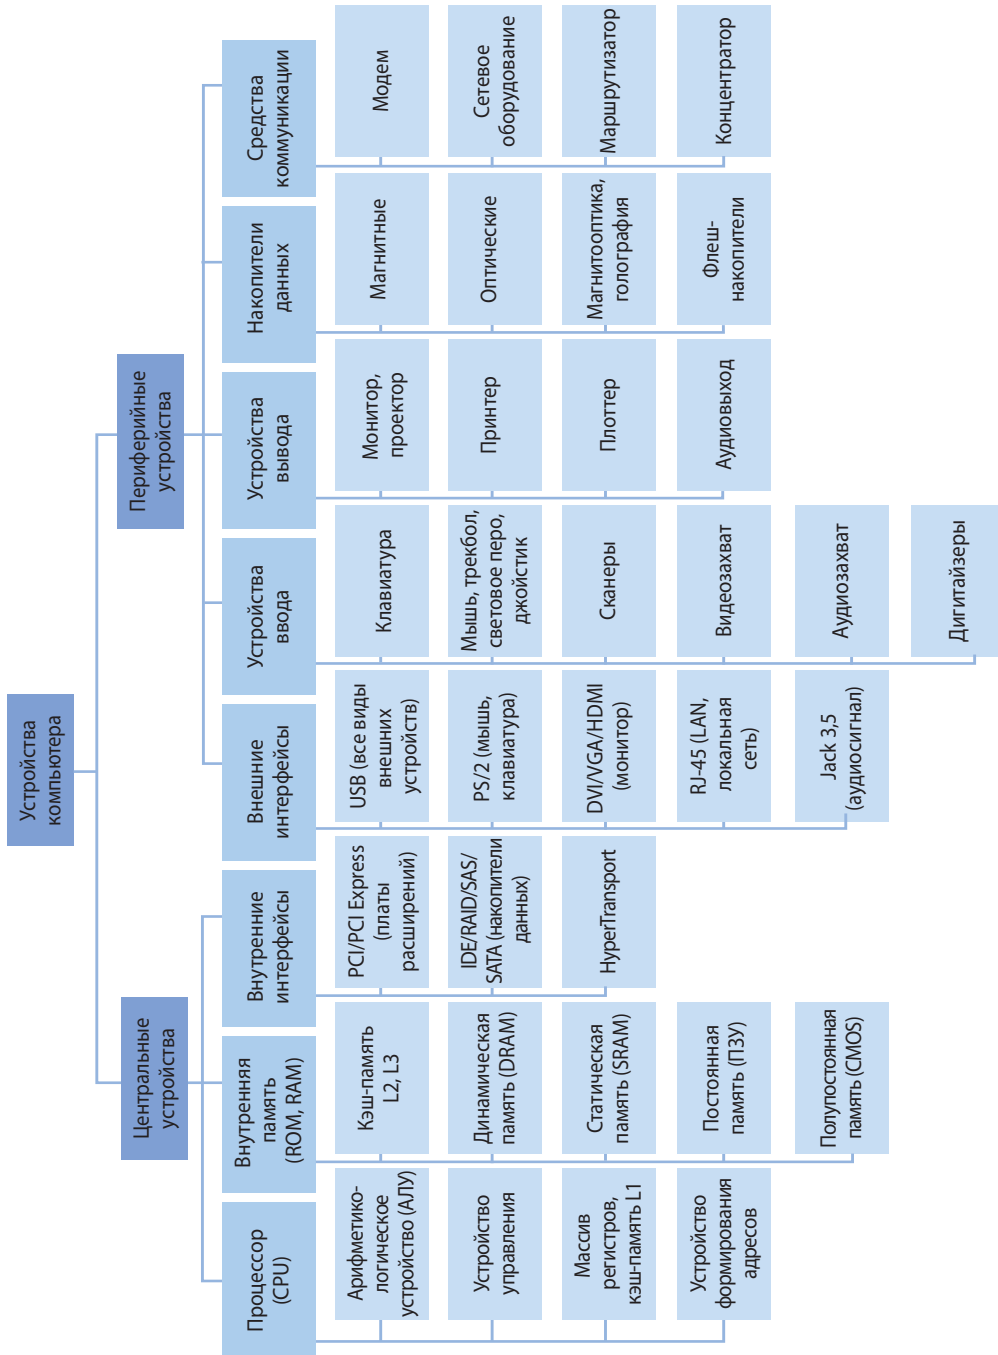 Устройства
компьютера
Центральные
устройства
Периферийные
устройства
Процессор
(CPU)
Арифметико-
логическое
устройство (АЛУ)
Устройство
управления
Массив
регистров,
кэш-память L1
Устройство
формирования
адресов
Внутренняя
память
(ROM, RAM)
Кэш-память
L2, L3
Динамическая
память (DRAM)
Статическая
память (SRAM)
Постоянная
память (ПЗУ)
Полупостоянная
память (CMOS)
Внутренние
интерфейсы
PCI/PCI Express
(платы
расширений)
IDE/RAID/SAS/
SATA (накопители
данных)
HyperTransport
Внешние
интерфейсы
USB (все виды
внешних
устройств)
PS/2 (мышь,
клавиатура)
DVI/VGA/HDMI
(монитор)
RJ-45 (LAN,
локальная
сеть)
Jack 3,5
(аудиосигнал)
Устройства
ввода
Клавиатура
Мышь, трекбол,
световое перо,
джойстик
Сканеры
Видеозахват
Аудиозахват
Дигитайзеры
Устройства
вывода
Монитор,
проектор
Принтер
Плоттер
Аудиовыход
Накопители
данных
Магнитные
Оптические
Магнитооптика,
голография
Флеш-
накопители
Средства
коммуникации
Модем
Сетевое
оборудование
Маршрутизатор
Концентратор